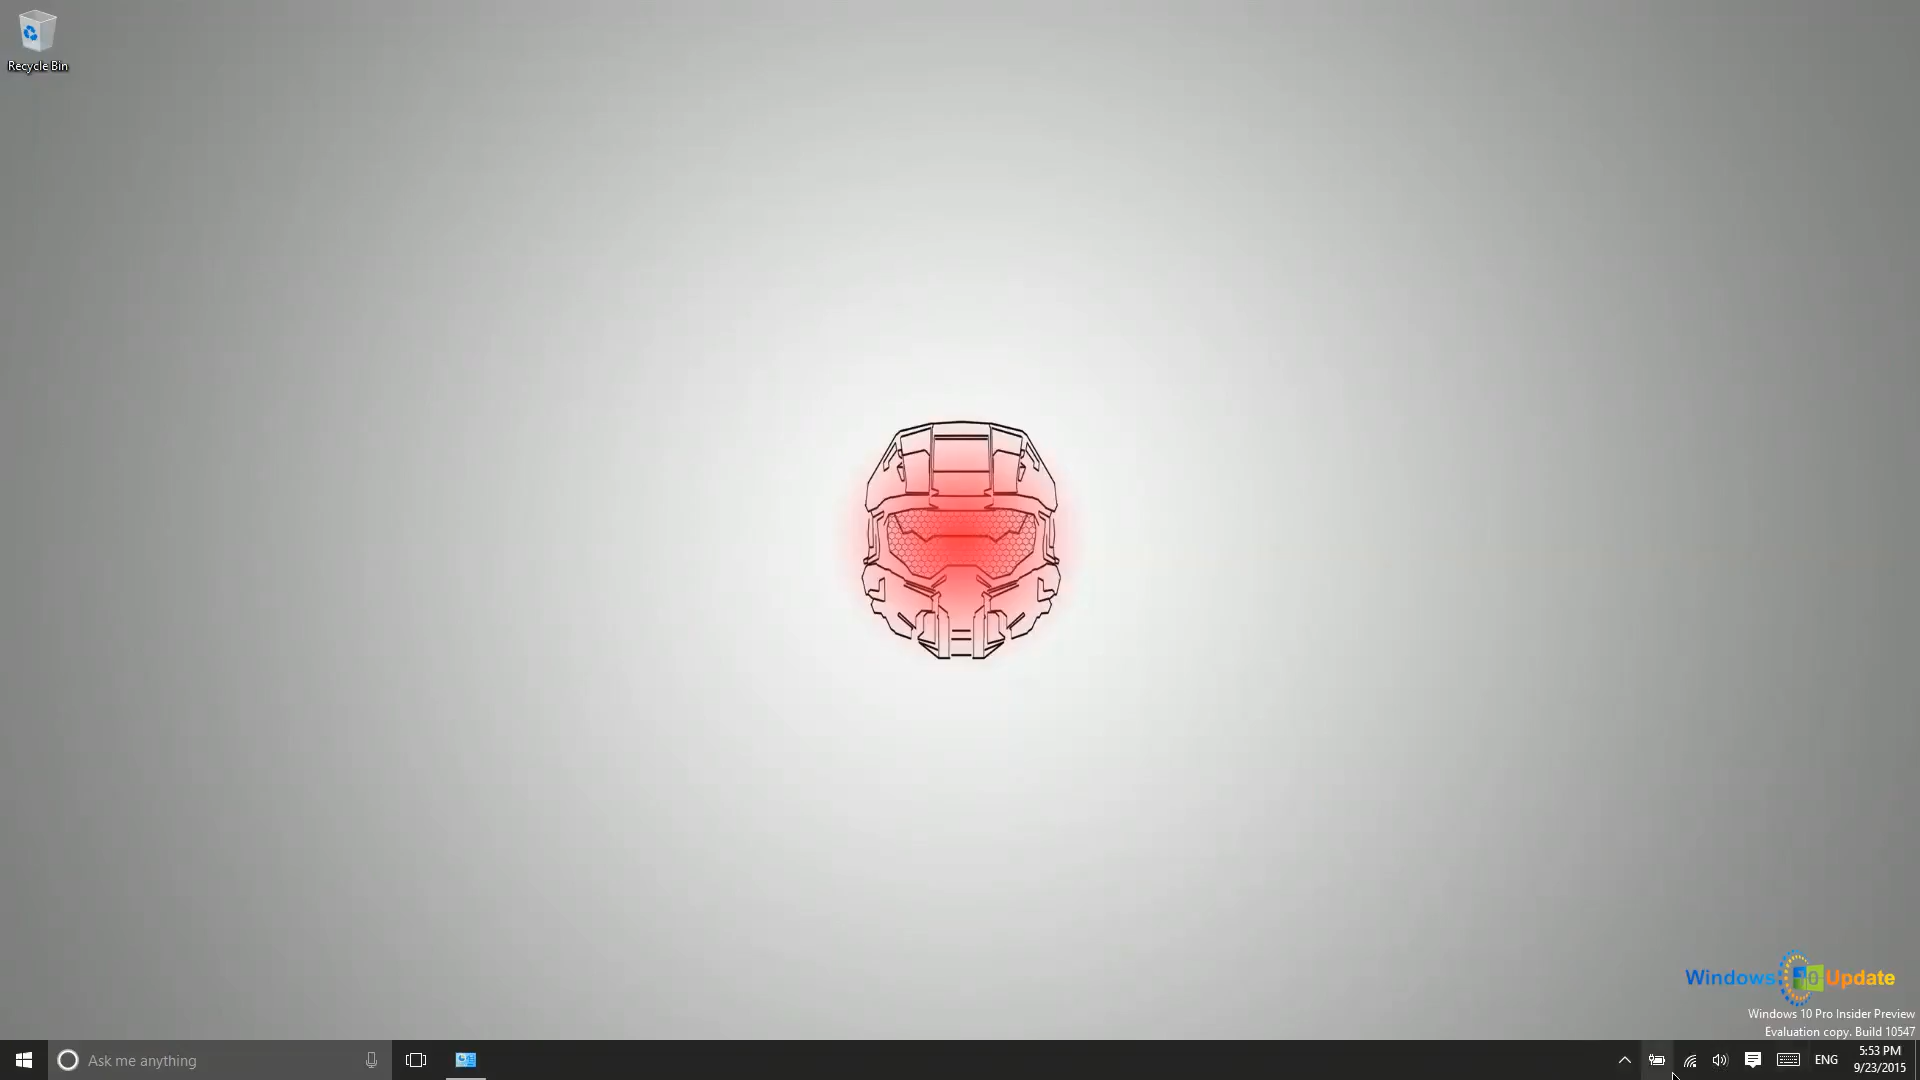 Recycle Bin
Windows 10 Update
Windows 10 Pro Insider Preview
Evaluation copy. Build 10547
Ask me anything
ENG
5:53 PM
9/23/2015